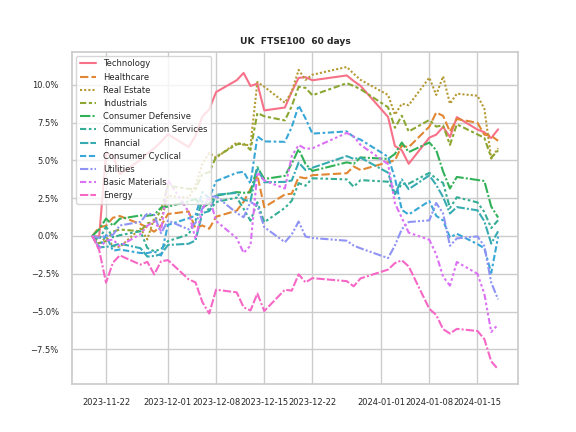 UK  FTSE100  60 days
Technology
Healthcare
Real Estate
Industrials
Consumer Defensive
Communication Services
Financial
Consumer Cyclical
Utilities
Basic Materials
Energy
10.0%
7.5%
5.0%
2.5%
0.0%
−2.5%
−5.0%
−7.5%
2023-11-22 2023-12-01 2023-12-08 2023-12-15 2023-12-22 2024-01-01 2024-01-08 2024-01-15